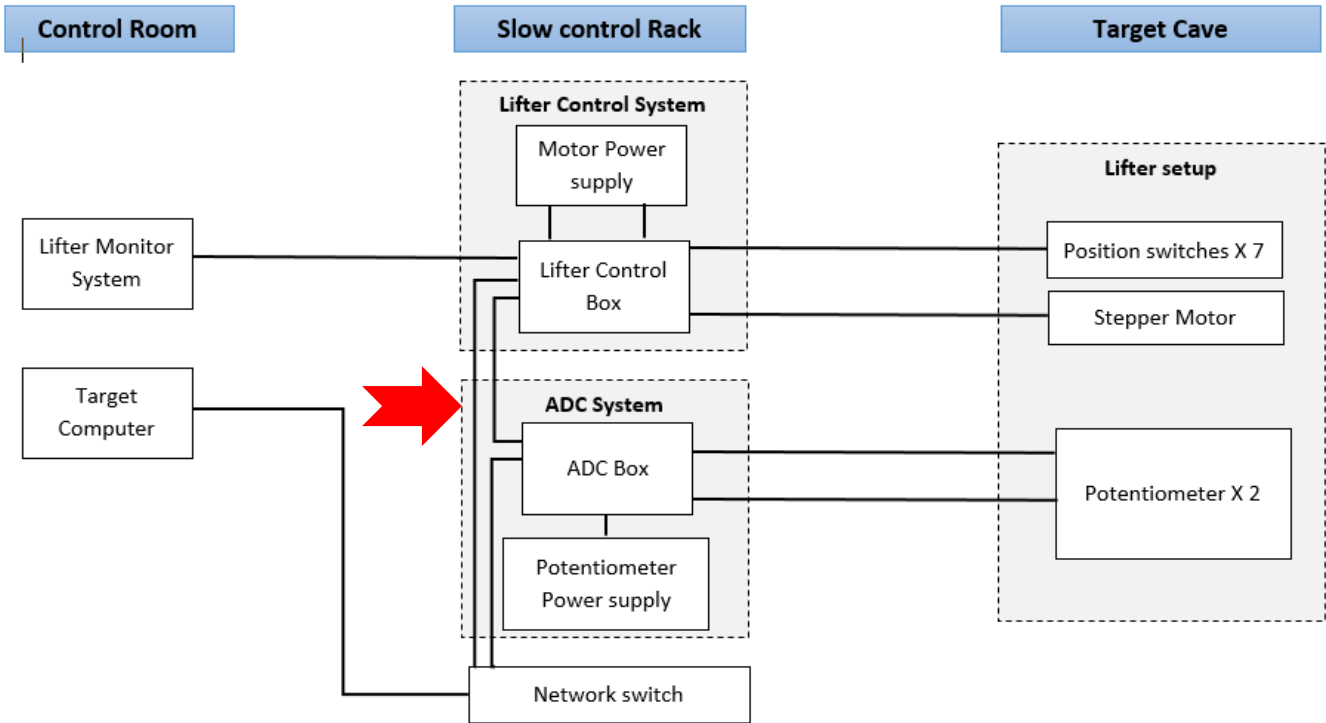 Control Room
Slow control Rack
Target Cave
Lifter Control System
Motor Power
supply
Lifter setup
Lifter Monitor
System
Lifter Control
Box
Position switches X 7
Stepper Motor
Target
Computer
ADC System
ADC Box
Potentiometer X 2
Potentiometer
Power supply
Network switch